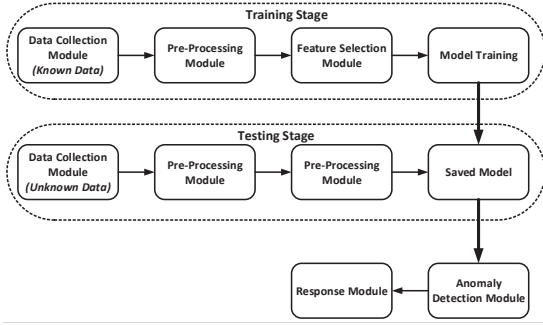 Training Stage
Data Collection
Module
(Known Data)
Pre-Processing
Module
Feature Selection
Module
Model Training
Testing Stage
Data Collection
Module
(Unknown Data)
Pre-Processing
Module
Pre-Processing
Module
Saved Model
Response Module
Anomaly
Detection Module